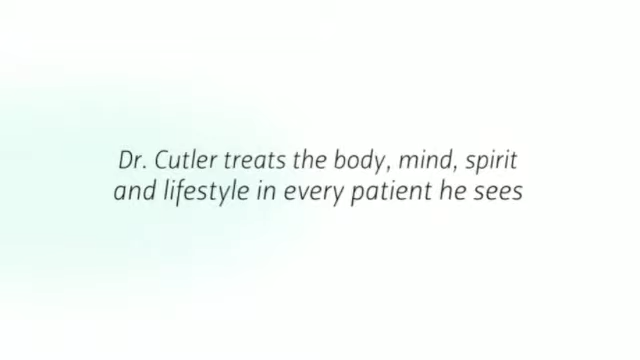 Dr. Cutler treats the body, mind, spirit
and lifestyle in every patient he sees